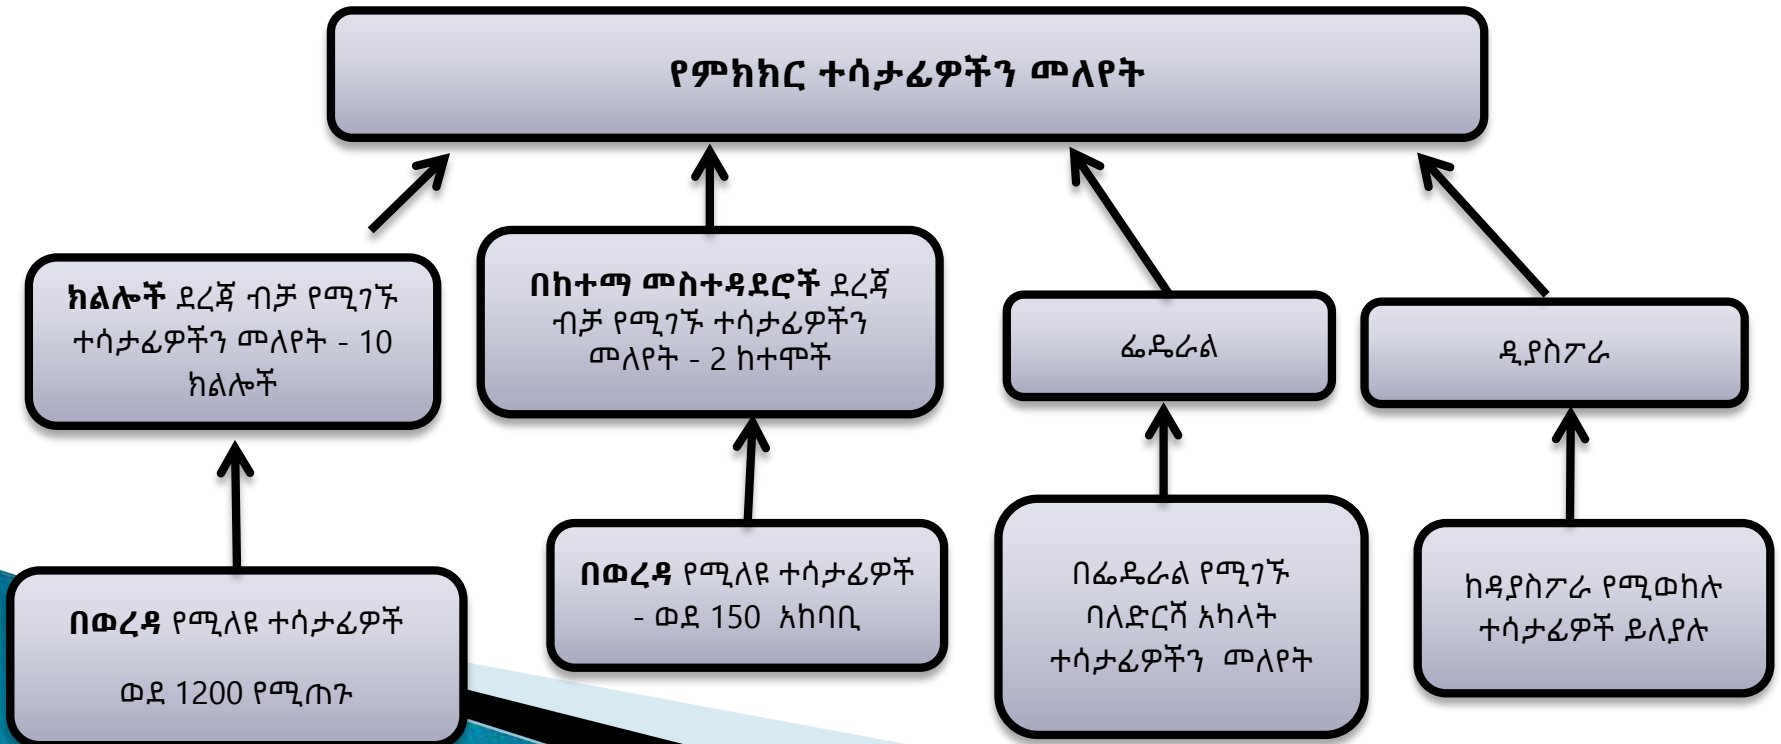 የምክክር ተሳታፊዎችን መለየት
ክልሎች ደረጃ ብቻ የሚገኙ
ተሳታፊዎችን መለየት - 10
ክልሎች
በከተማ መስተዳደሮች ደረጃ
ብቻ የሚገኙ ተሳታፊዎችን
መለየት - 2 ከተሞች
ፌዴራል
ዲያስፖራ
በወረዳ የሚለዩ ተሳታፊዎች
ወደ 1200 የሚጠጉ
በወረዳ የሚለዩ ተሳታፊዎች
- ወደ 150 አከባቢ
በፌዴራል የሚገኙ
ባለድርሻ አካላት
ተሳታፊዎችን መለየት
ከዳያስፖራ የሚወከሉ
ተሳታፊዎች ይለያሉ